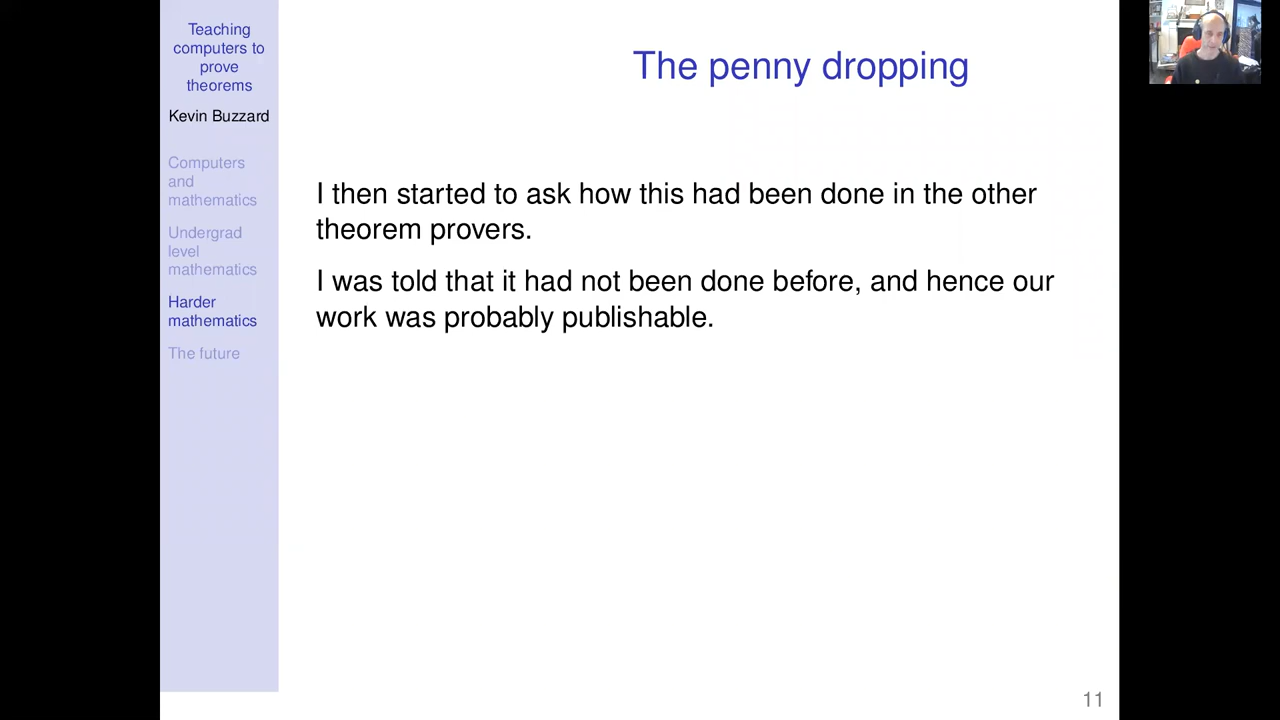 Teaching
computers to
prove
theorems
Kevin Buzzard
Computers
and
mathematics
Undergrad
level
mathematics
Harder
mathematics
The future
The penny dropping
I then started to ask how this had been done in the other
theorem provers.
I was told that it had not been done before, and hence our
work was probably publishable.
11